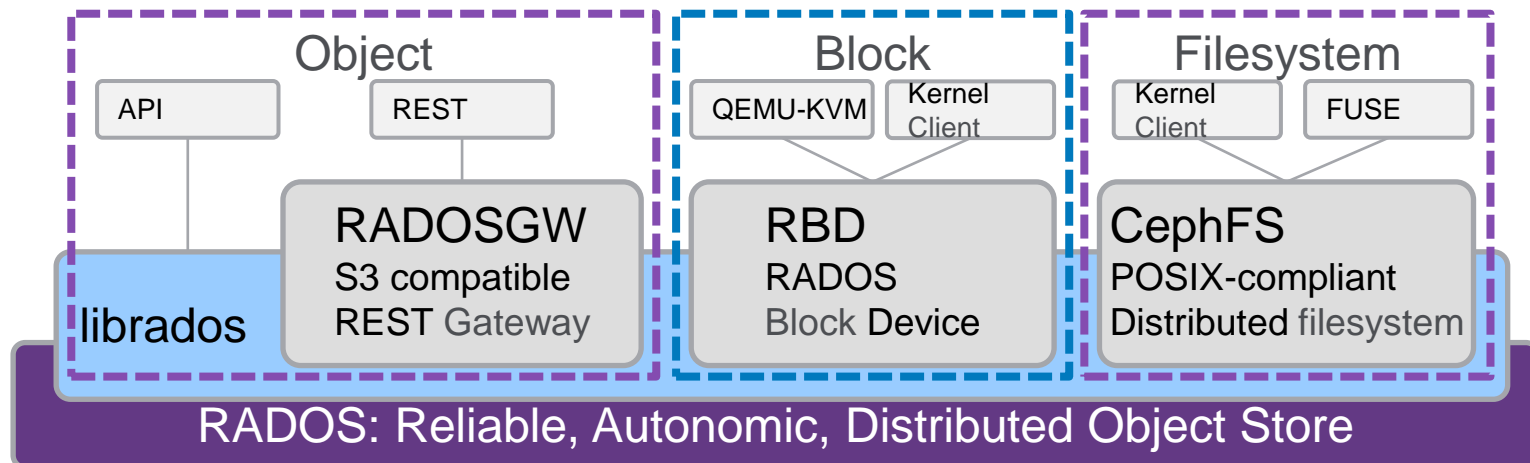 Object
API
REST
RADOSGW
S3 compatible
REST Gateway
librados
Block
QEMU-KVM
Kernel
Client
RBD
RADOS
Block Device
Filesystem
Kernel
Client
FUSE
CephFS
POSIX-compliant
Distributed filesystem
RADOS: Reliable, Autonomic, Distributed Object Store